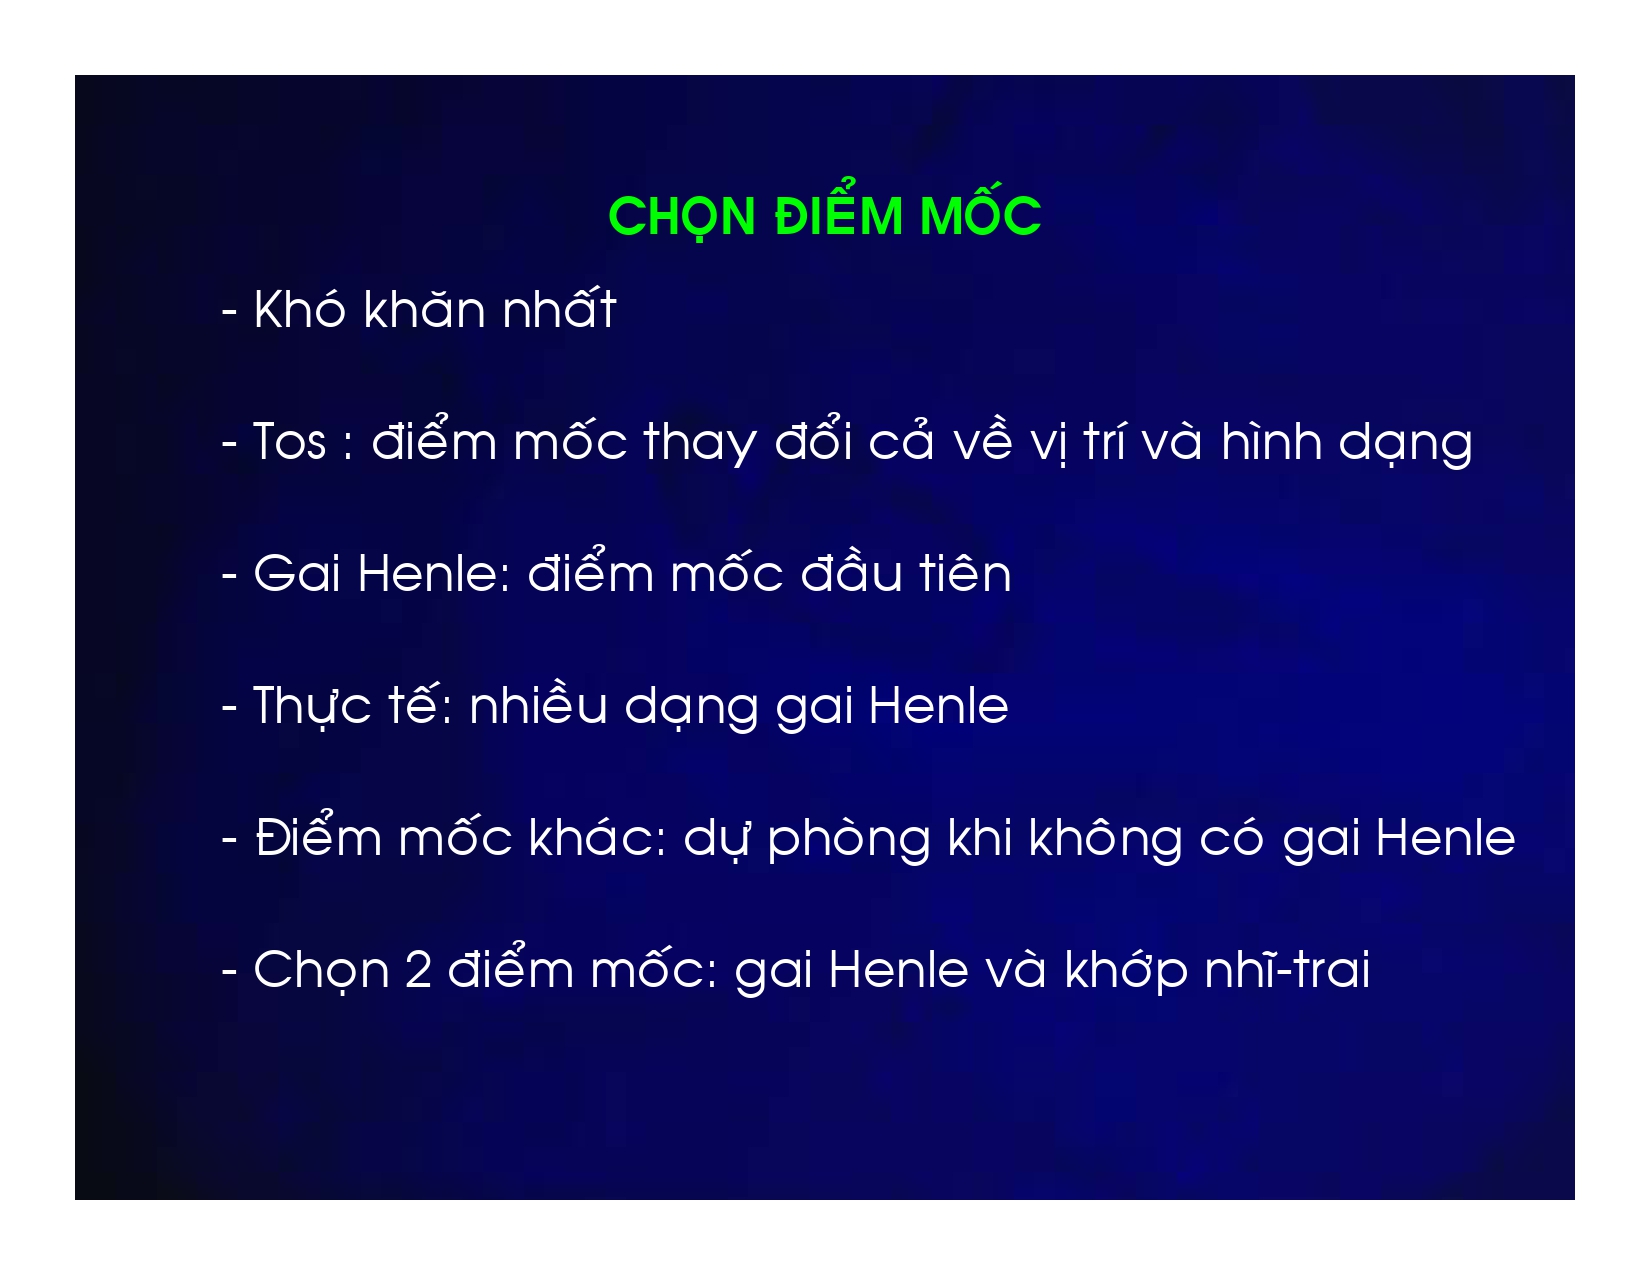 CHỌN ĐIỂM MỐC
- Khó khăn nhất
- Tos : điểm mốc thay đổi cả về vị trí và hình dạng
- Gai Henle: điểm mốc đầu tiên
- Thực tế: nhiều dạng gai Henle
- Điểm mốc khác: dự phòng khi không có gai Henle
- Chọn 2 điểm mốc: gai Henle và khớp nhĩ-trai